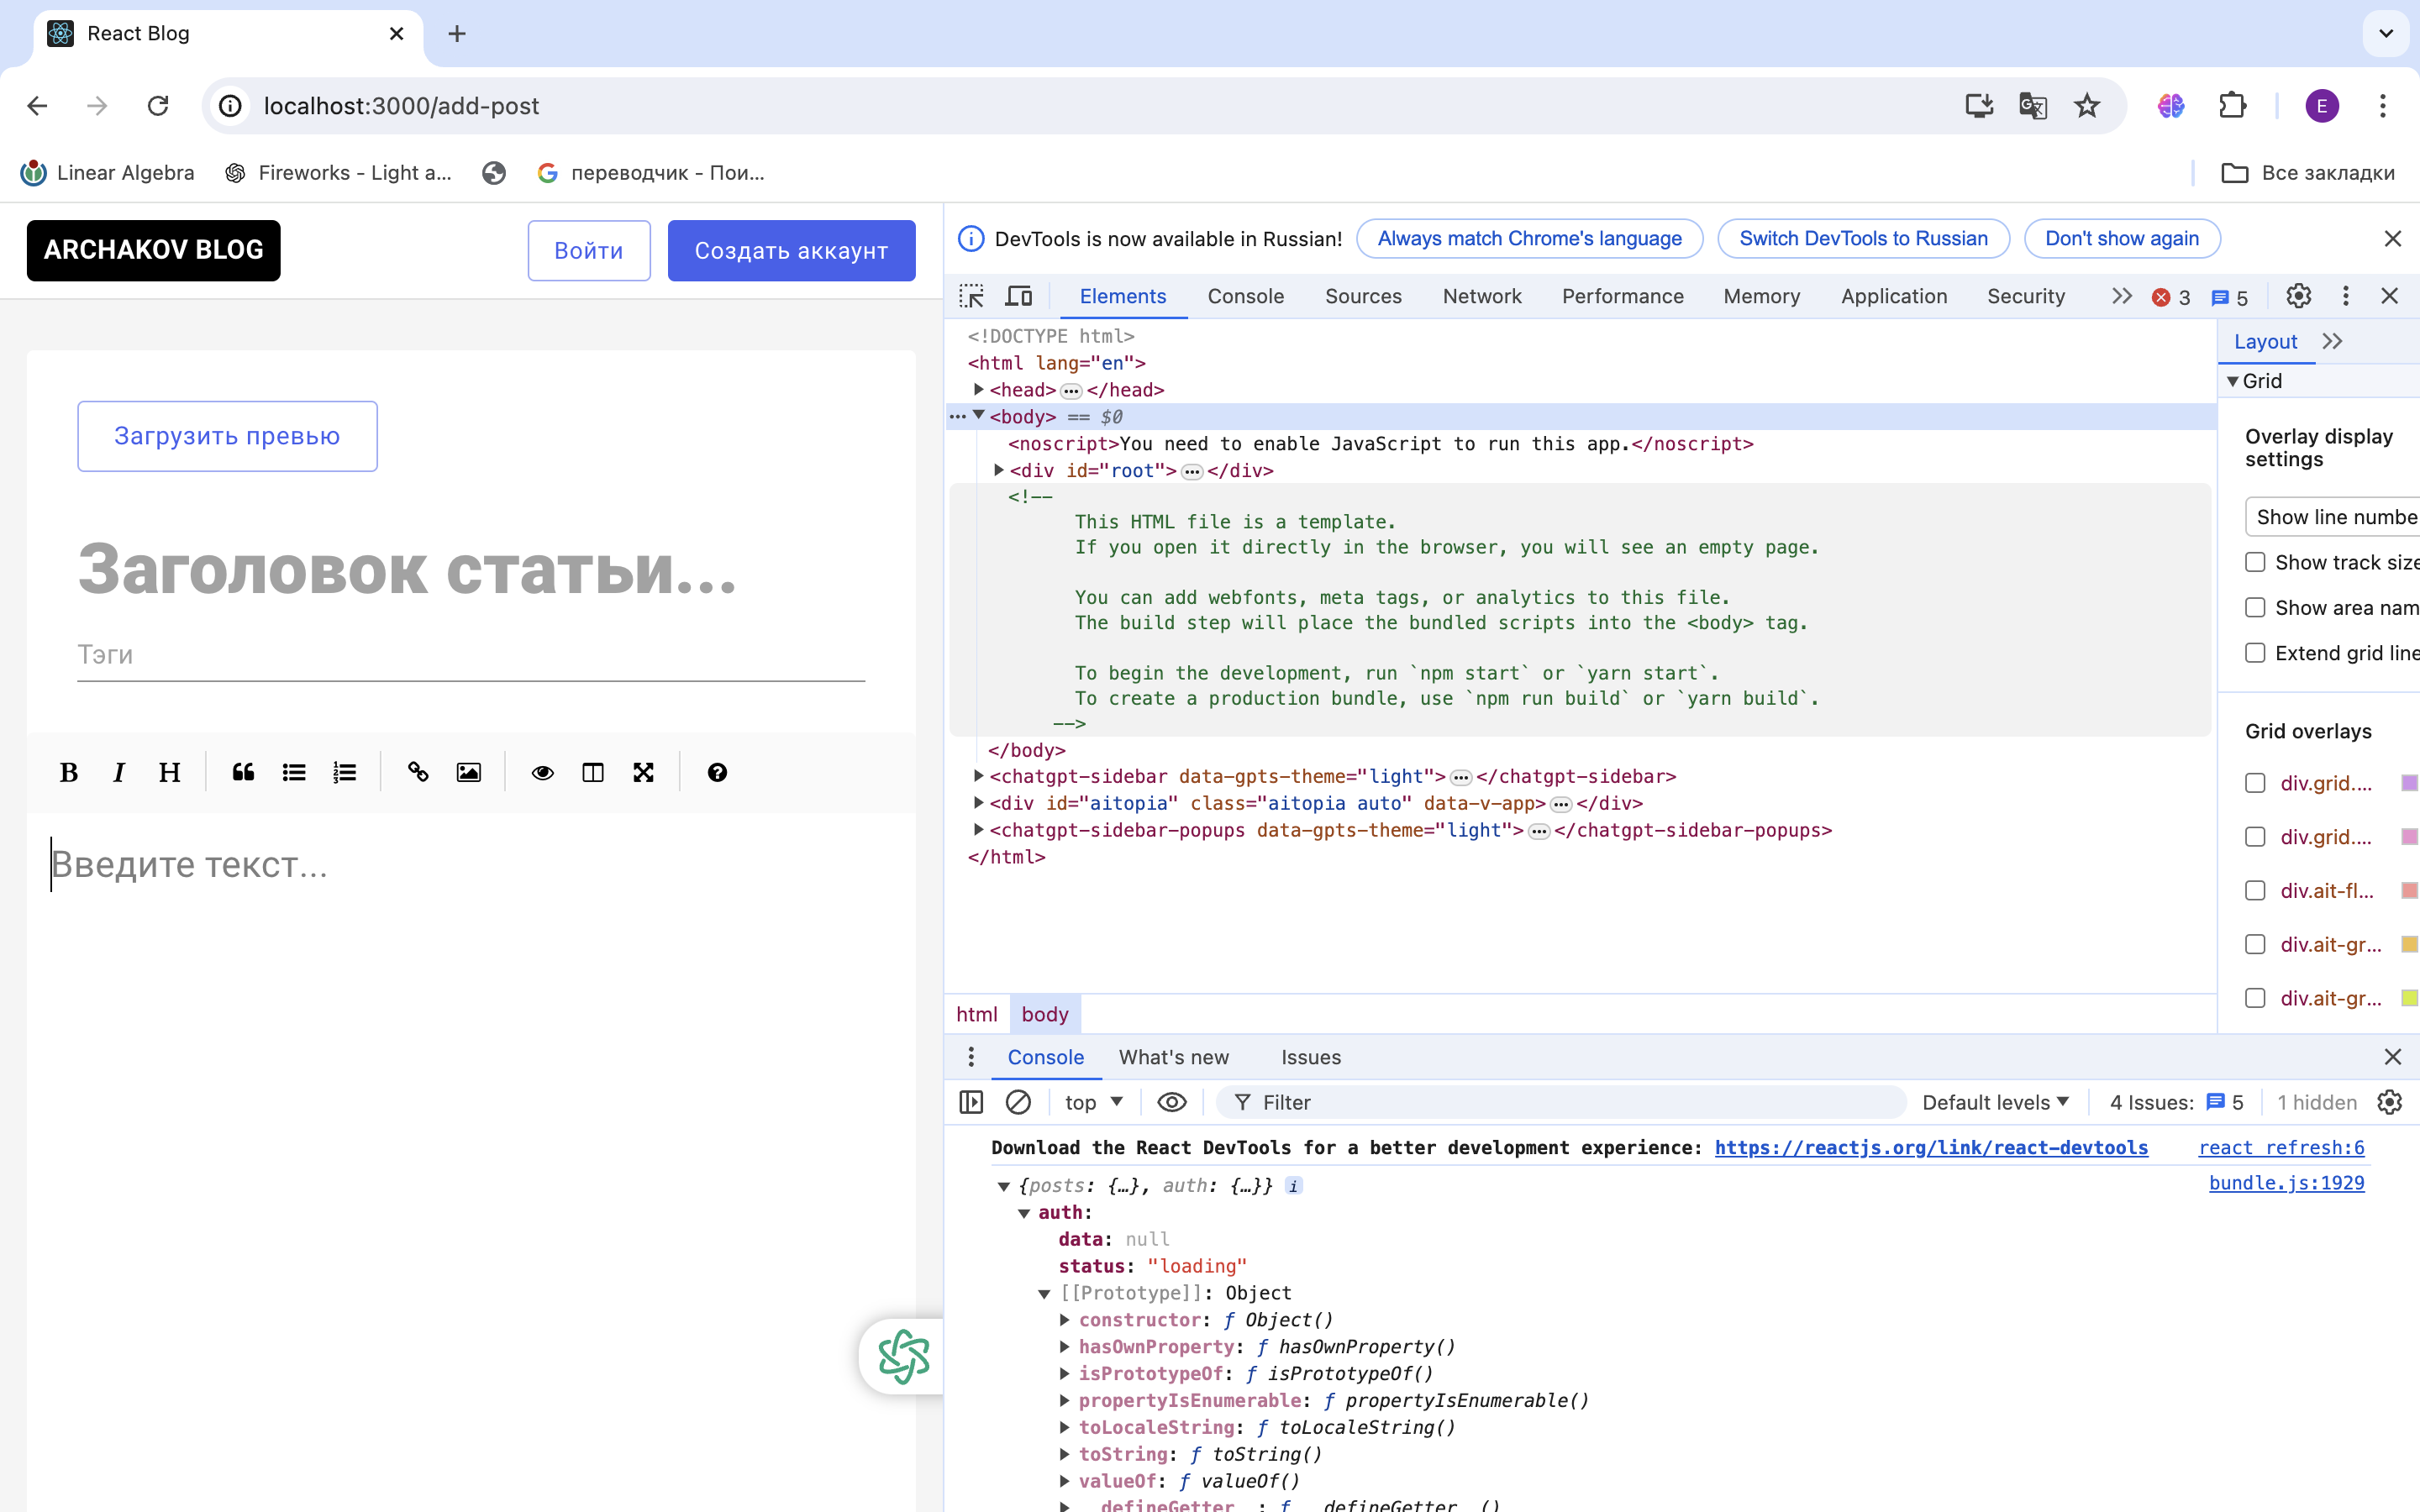 React Blog
localhost:3000/add-post
E
Linear Algebra
Fireworks - Light a...
переводчик - Пои...
Все закладки
ARCHAKOV BLOG
Войти
Создать аккаунт
Загрузить превью
Заголовок статьи...
Тэги
B I H
Введите текст...
DevTools is now available in Russian!
Always match Chrome's language
Switch DevTools to Russian
Don't show again
Elements Console Sources Network Performance Memory Application Security 3 5
<!DOCTYPE html>
<html lang="en">
<head>…</head>
<body> == $0
<noscript>You need to enable JavaScript to run this app.</noscript>
<div id="root">…</div>
<!--
This HTML file is a template.
If you open it directly in the browser, you will see an empty page.
You can add webfonts, meta tags, or analytics to this file.
The build step will place the bundled scripts into the <body> tag.
To begin the development, run `npm start` or `yarn start`.
To create a production bundle, use `npm run build` or `yarn build`.
-->
</body>
<chatgpt-sidebar data-gpts-theme="light">…</chatgpt-sidebar>
<div id="aitopia" class="aitopia auto" data-v-app>…</div>
<chatgpt-sidebar-popups data-gpts-theme="light">…</chatgpt-sidebar-popups>
</html>
html body
Layout
Grid
Overlay display
settings
Show line numbe
Show track size
Show area nam
Extend grid line
Grid overlays
div.grid....
div.grid....
div.ait-fl...
div.ait-gr...
div.ait-gr...
Console What's new Issues
top
Filter
Default levels
4 Issues: 5
1 hidden
Download the React DevTools for a better development experience: https://reactjs.org/link/react-devtools
react refresh:6
{posts: {…}, auth: {…}} i
bundle.js:1929
auth:
data: null
status: "loading"
[[Prototype]]: Object
constructor: ƒ Object()
hasOwnProperty: ƒ hasOwnProperty()
isPrototypeOf: ƒ isPrototypeOf()
propertyIsEnumerable: ƒ propertyIsEnumerable()
toLocaleString: ƒ toLocaleString()
toString: ƒ toString()
valueOf: ƒ valueOf()
__defineGetter__: ƒ __defineGetter__()